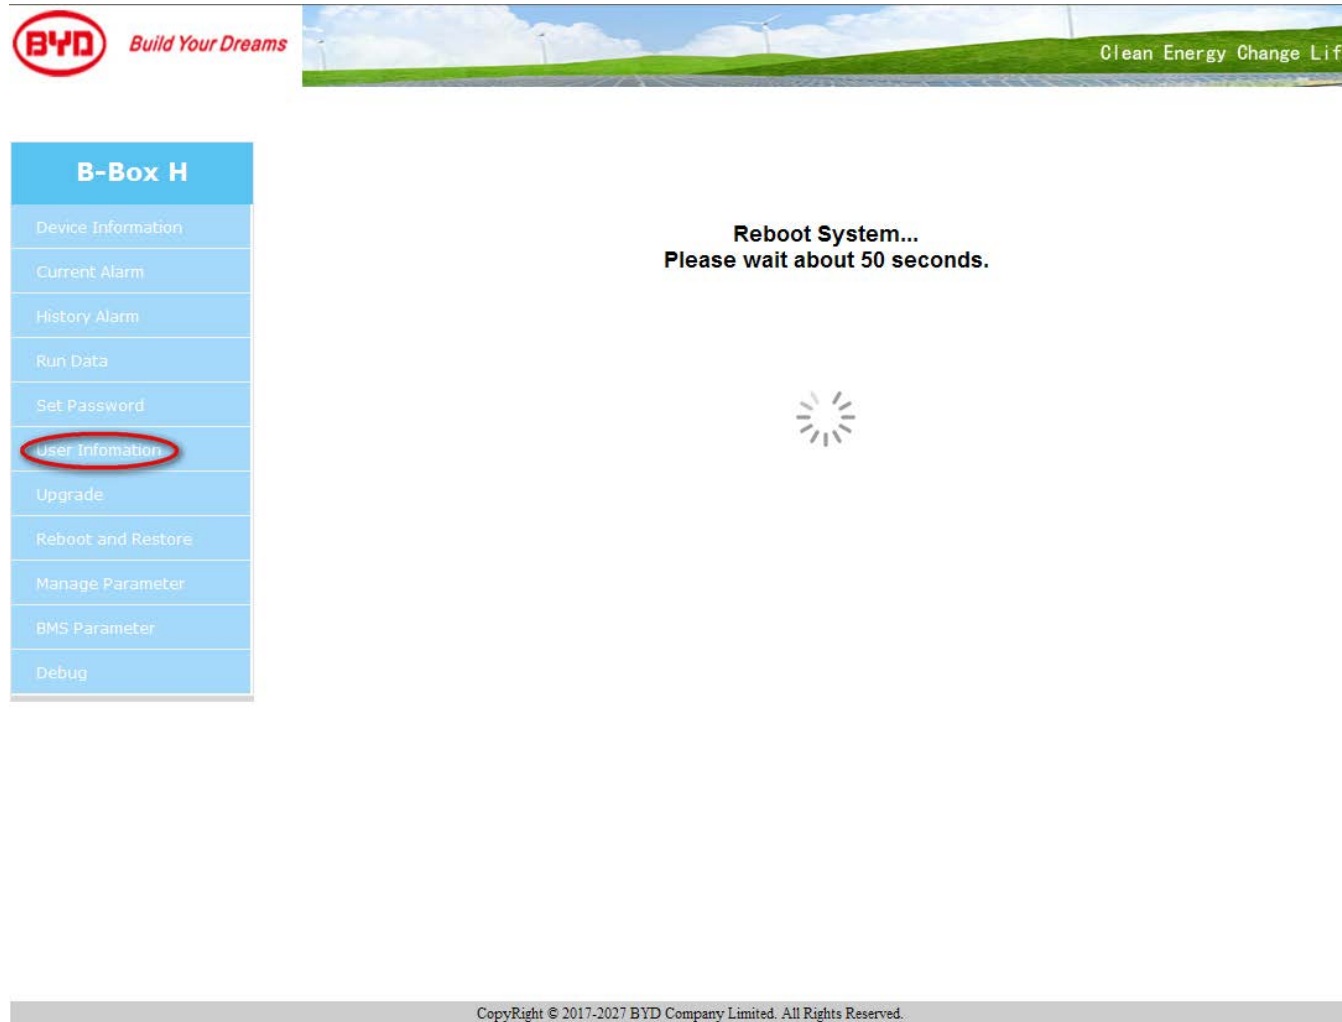 BYD Build Your Dreams
Clean Energy Change Lif
B-Box H
Device Information
Current Alarm
History Alarm
Run Data
Set Password
User Infomation
Upgrade
Reboot and Restore
Manage Parameter
BMS Parameter
Debug
Reboot System...
Please wait about 50 seconds.
CopyRight © 2017-2027 BYD Company Limited. All Rights Reserved.